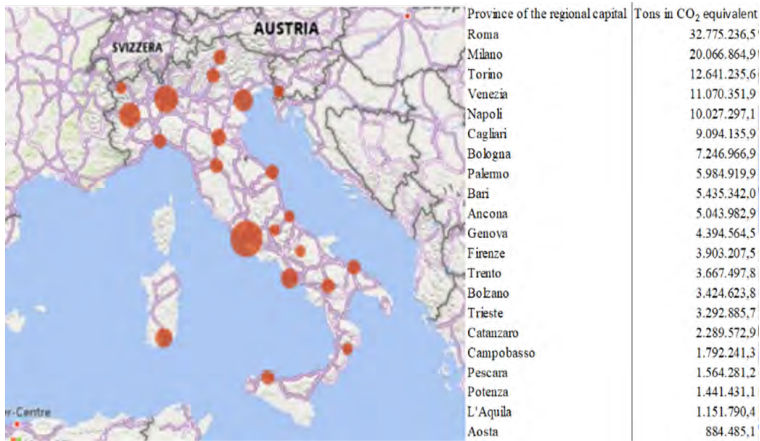 AUSTRIA
SVIZZERA
er-Centre
Province of the regional capital Tons in CO₂ equivalent
Roma 32.775.236,5
Milano 20.066.864,9
Torino 12.641.235,6
Venezia 11.070.351,9
Napoli 10.027.297,1
Cagliari 9.094.135,9
Bologna 7.246.966,9
Palermo 5.984.919,9
Bari 5.435.342,0
Ancona 5.043.982,9
Genova 4.394.564,5
Firenze 3.903.207,5
Trento 3.667.497,8
Bolzano 3.424.623,8
Trieste 3.292.885,7
Catanzaro 2.289.572,9
Campobasso 1.792.241,3
Pescara 1.564.281,2
Potenza 1.441.431,1
L'Aquila 1.151.790,4
Aosta 884.485,1